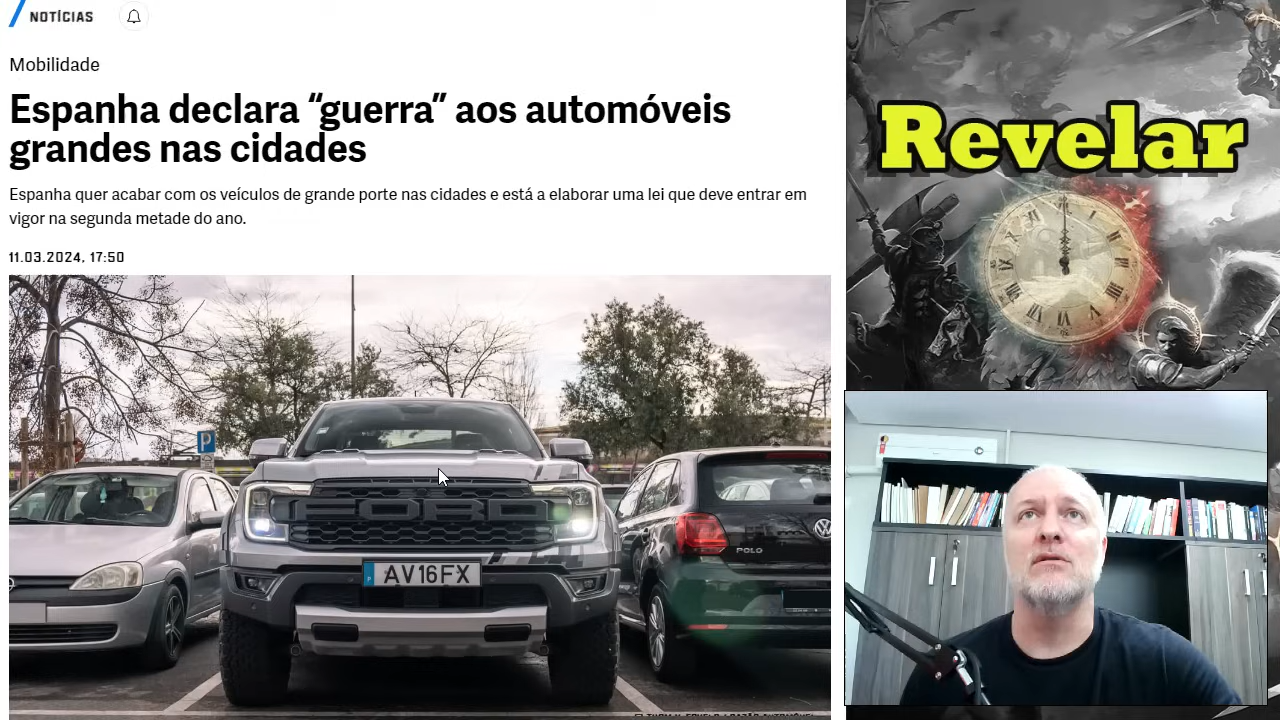 NOTÍCIAS
Mobilidade
Espanha declara “guerra” aos automóveis
grandes nas cidades
Espanha quer acabar com os veículos de grande porte nas cidades e está a elaborar uma lei que deve entrar em
vigor na segunda metade do ano.
11.03.2024, 17:50
Revelar
P
FORD
POLO
AV16FX